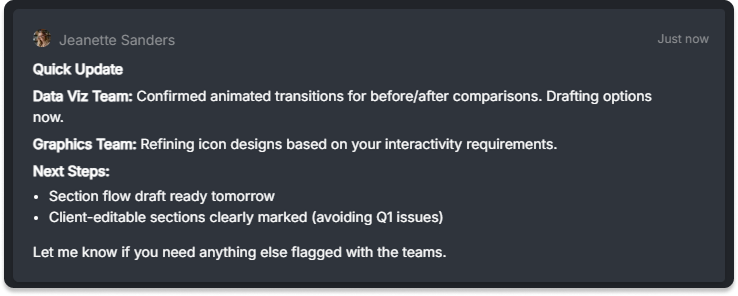 Jeanette Sanders
Just now
Quick Update
Data Viz Team: Confirmed animated transitions for before/after comparisons. Drafting options
now.
Graphics Team: Refining icon designs based on your interactivity requirements.
Next Steps:
• Section flow draft ready tomorrow
• Client-editable sections clearly marked (avoiding Q1 issues)
Let me know if you need anything else flagged with the teams.